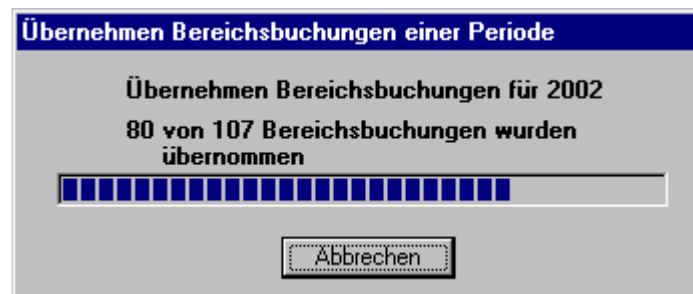 Übernehmen Bereichsbuchungen einer Periode
Übernehmen Bereichsbuchungen für 2002
80 von 107 Bereichsbuchungen wurden
übernommen
Abbrechen